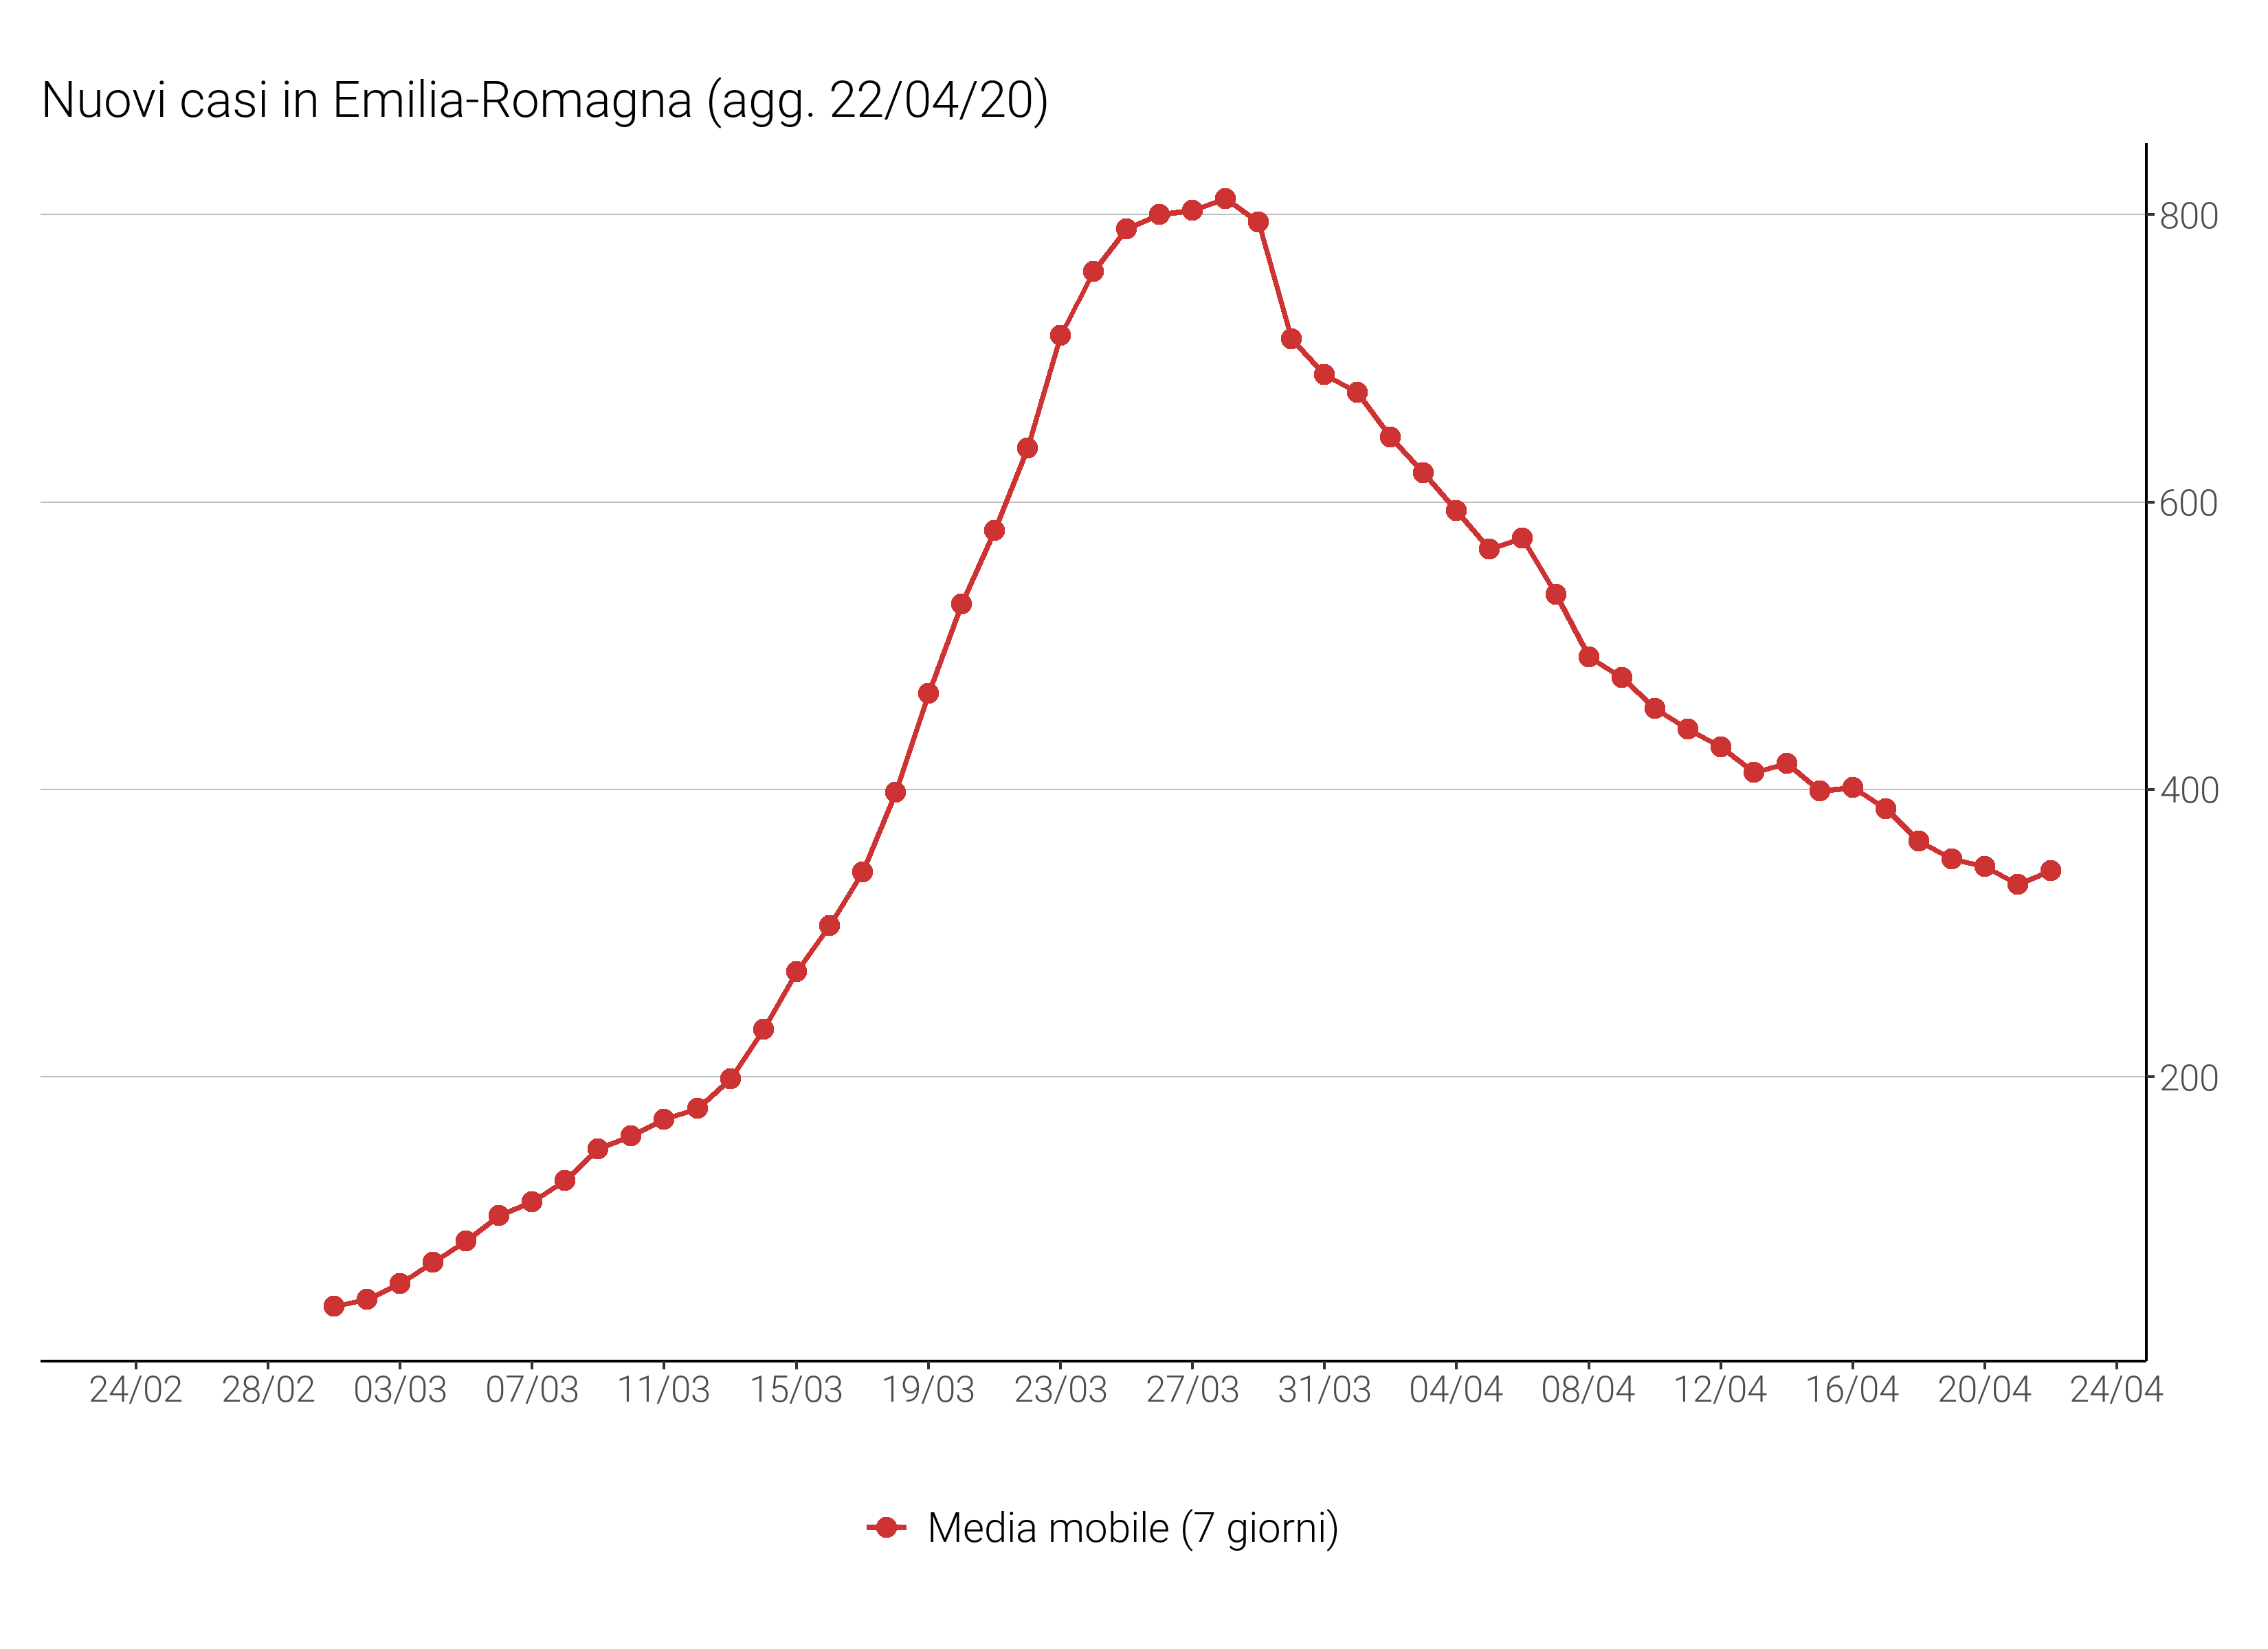 Nuovi casi in Emilia-Romagna (agg. 22/04/20)
800
600
400
200
24/02 28/02 03/03 07/03 11/03 15/03 19/03 23/03 27/03 31/03 04/04 08/04 12/04 16/04 20/04 24/04
Media mobile (7 giorni)